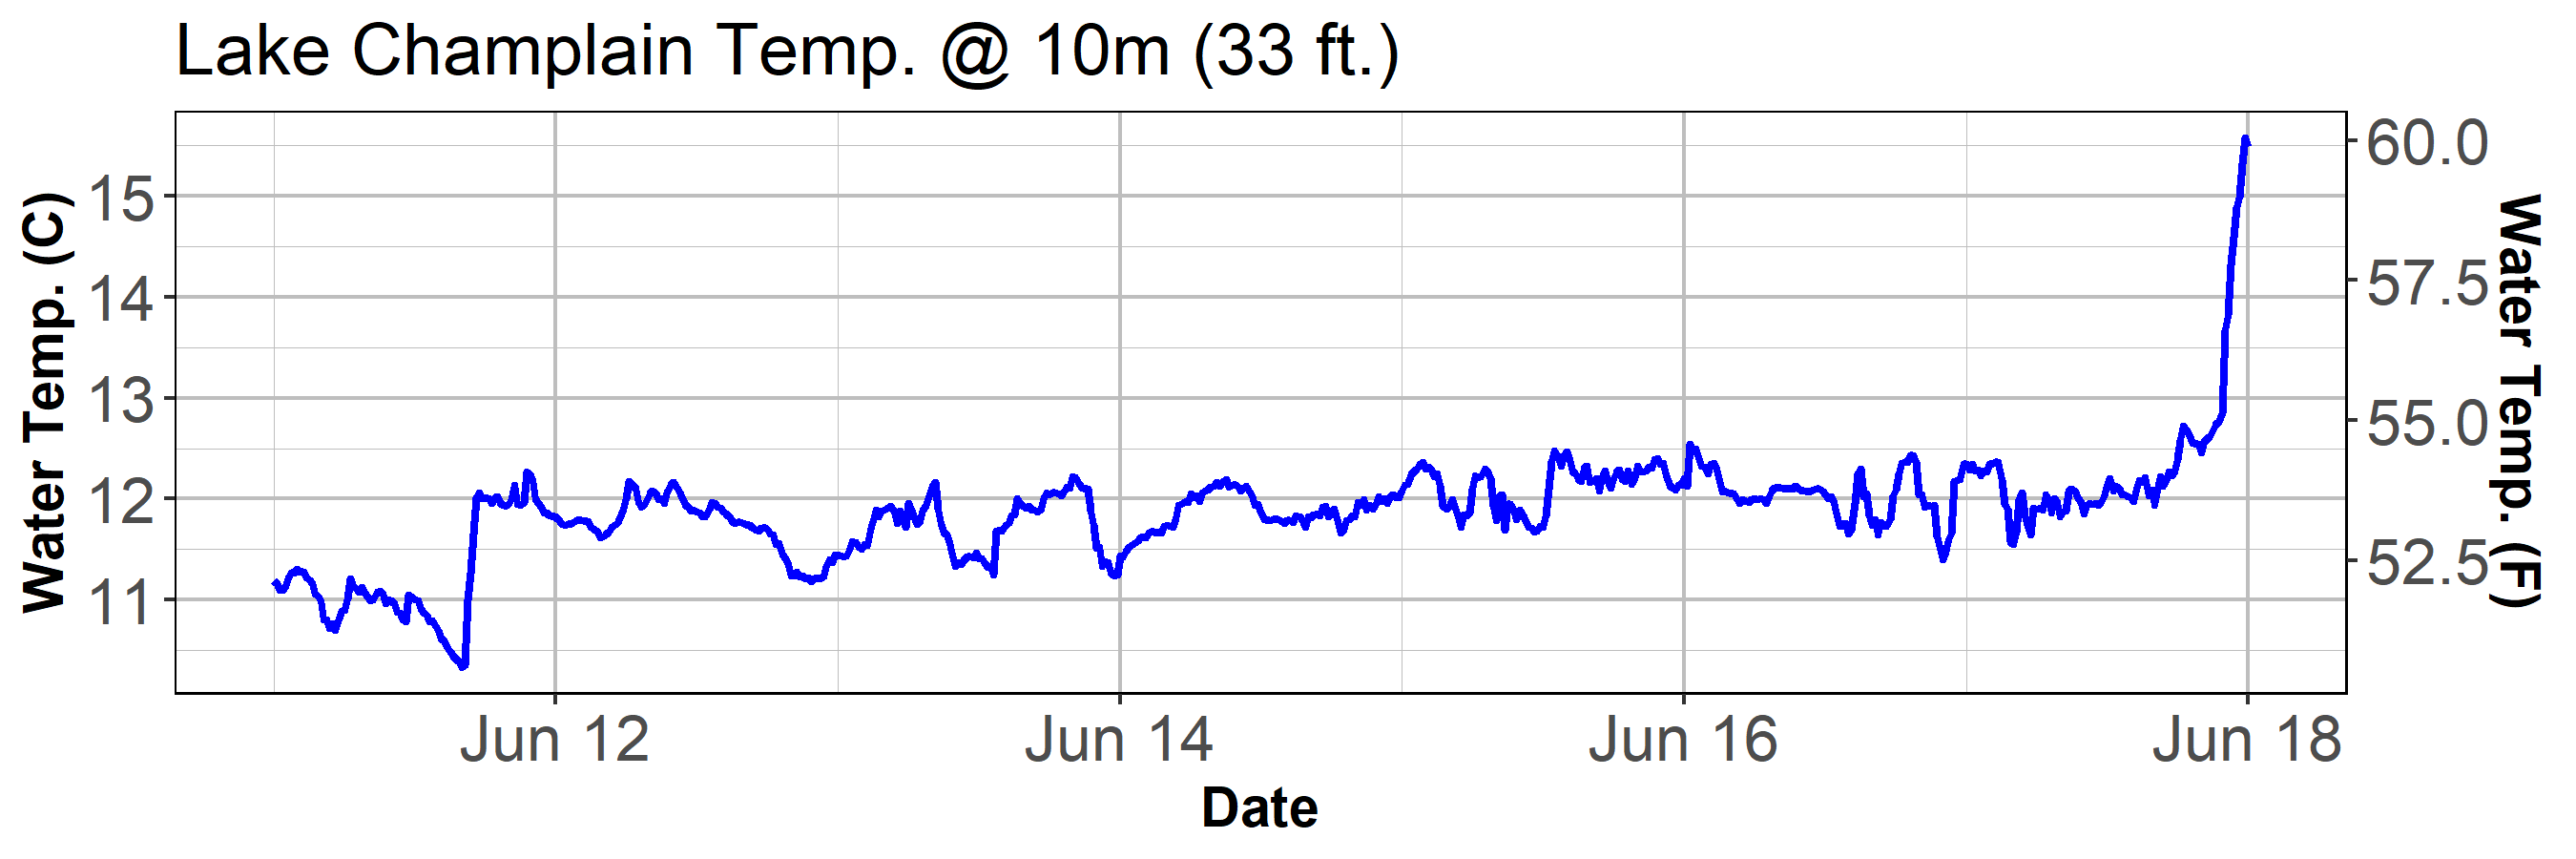 Lake Champlain Temp. @ 10m (33 ft.)
Water Temp. (C)
15
14
13
12
11
60.0
57.5
55.0
52.5
Water Temp. (F)
Jun 12 Jun 14 Jun 16 Jun 18
Date